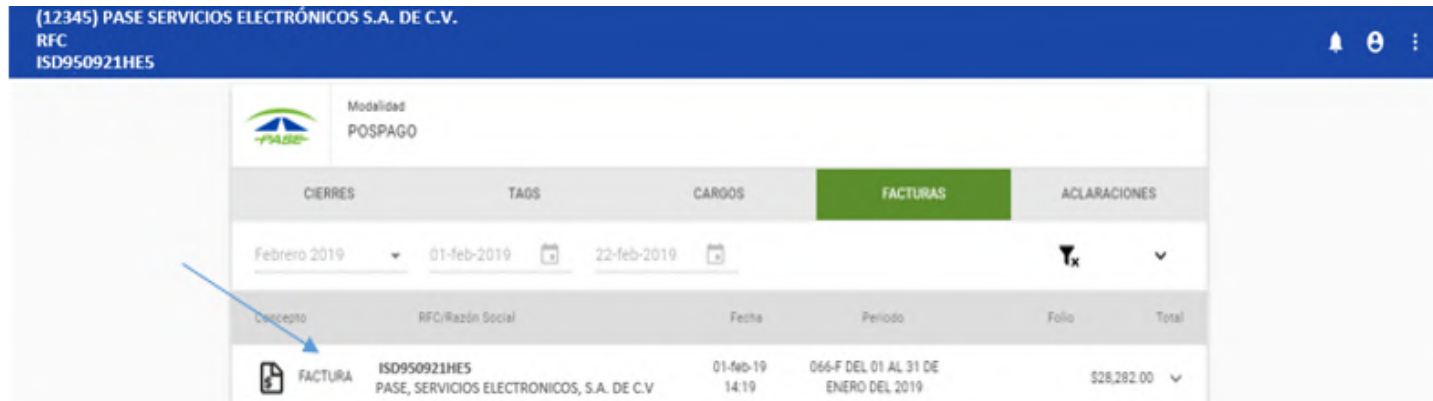 (12345) PASE SERVICIOS ELECTRÓNICOS S.A. DE C.V.
RFC
ISD950921HE5
PASE
Modalidad
POSPAGO
CIERRES TAGS CARGOS FACTURAS ACLARACIONES
Febrero 2019 01-feb-2019 22-feb-2019
Concepto RFC/Razón Social Fecha Periodo Folio Total
FACTURA ISD950921HE5 01-feb-19 066-F DEL 01 AL 31 DE $28,282.00
PASE, SERVICIOS ELECTRONICOS, S.A. DE C.V 14:19 ENERO DEL 2019